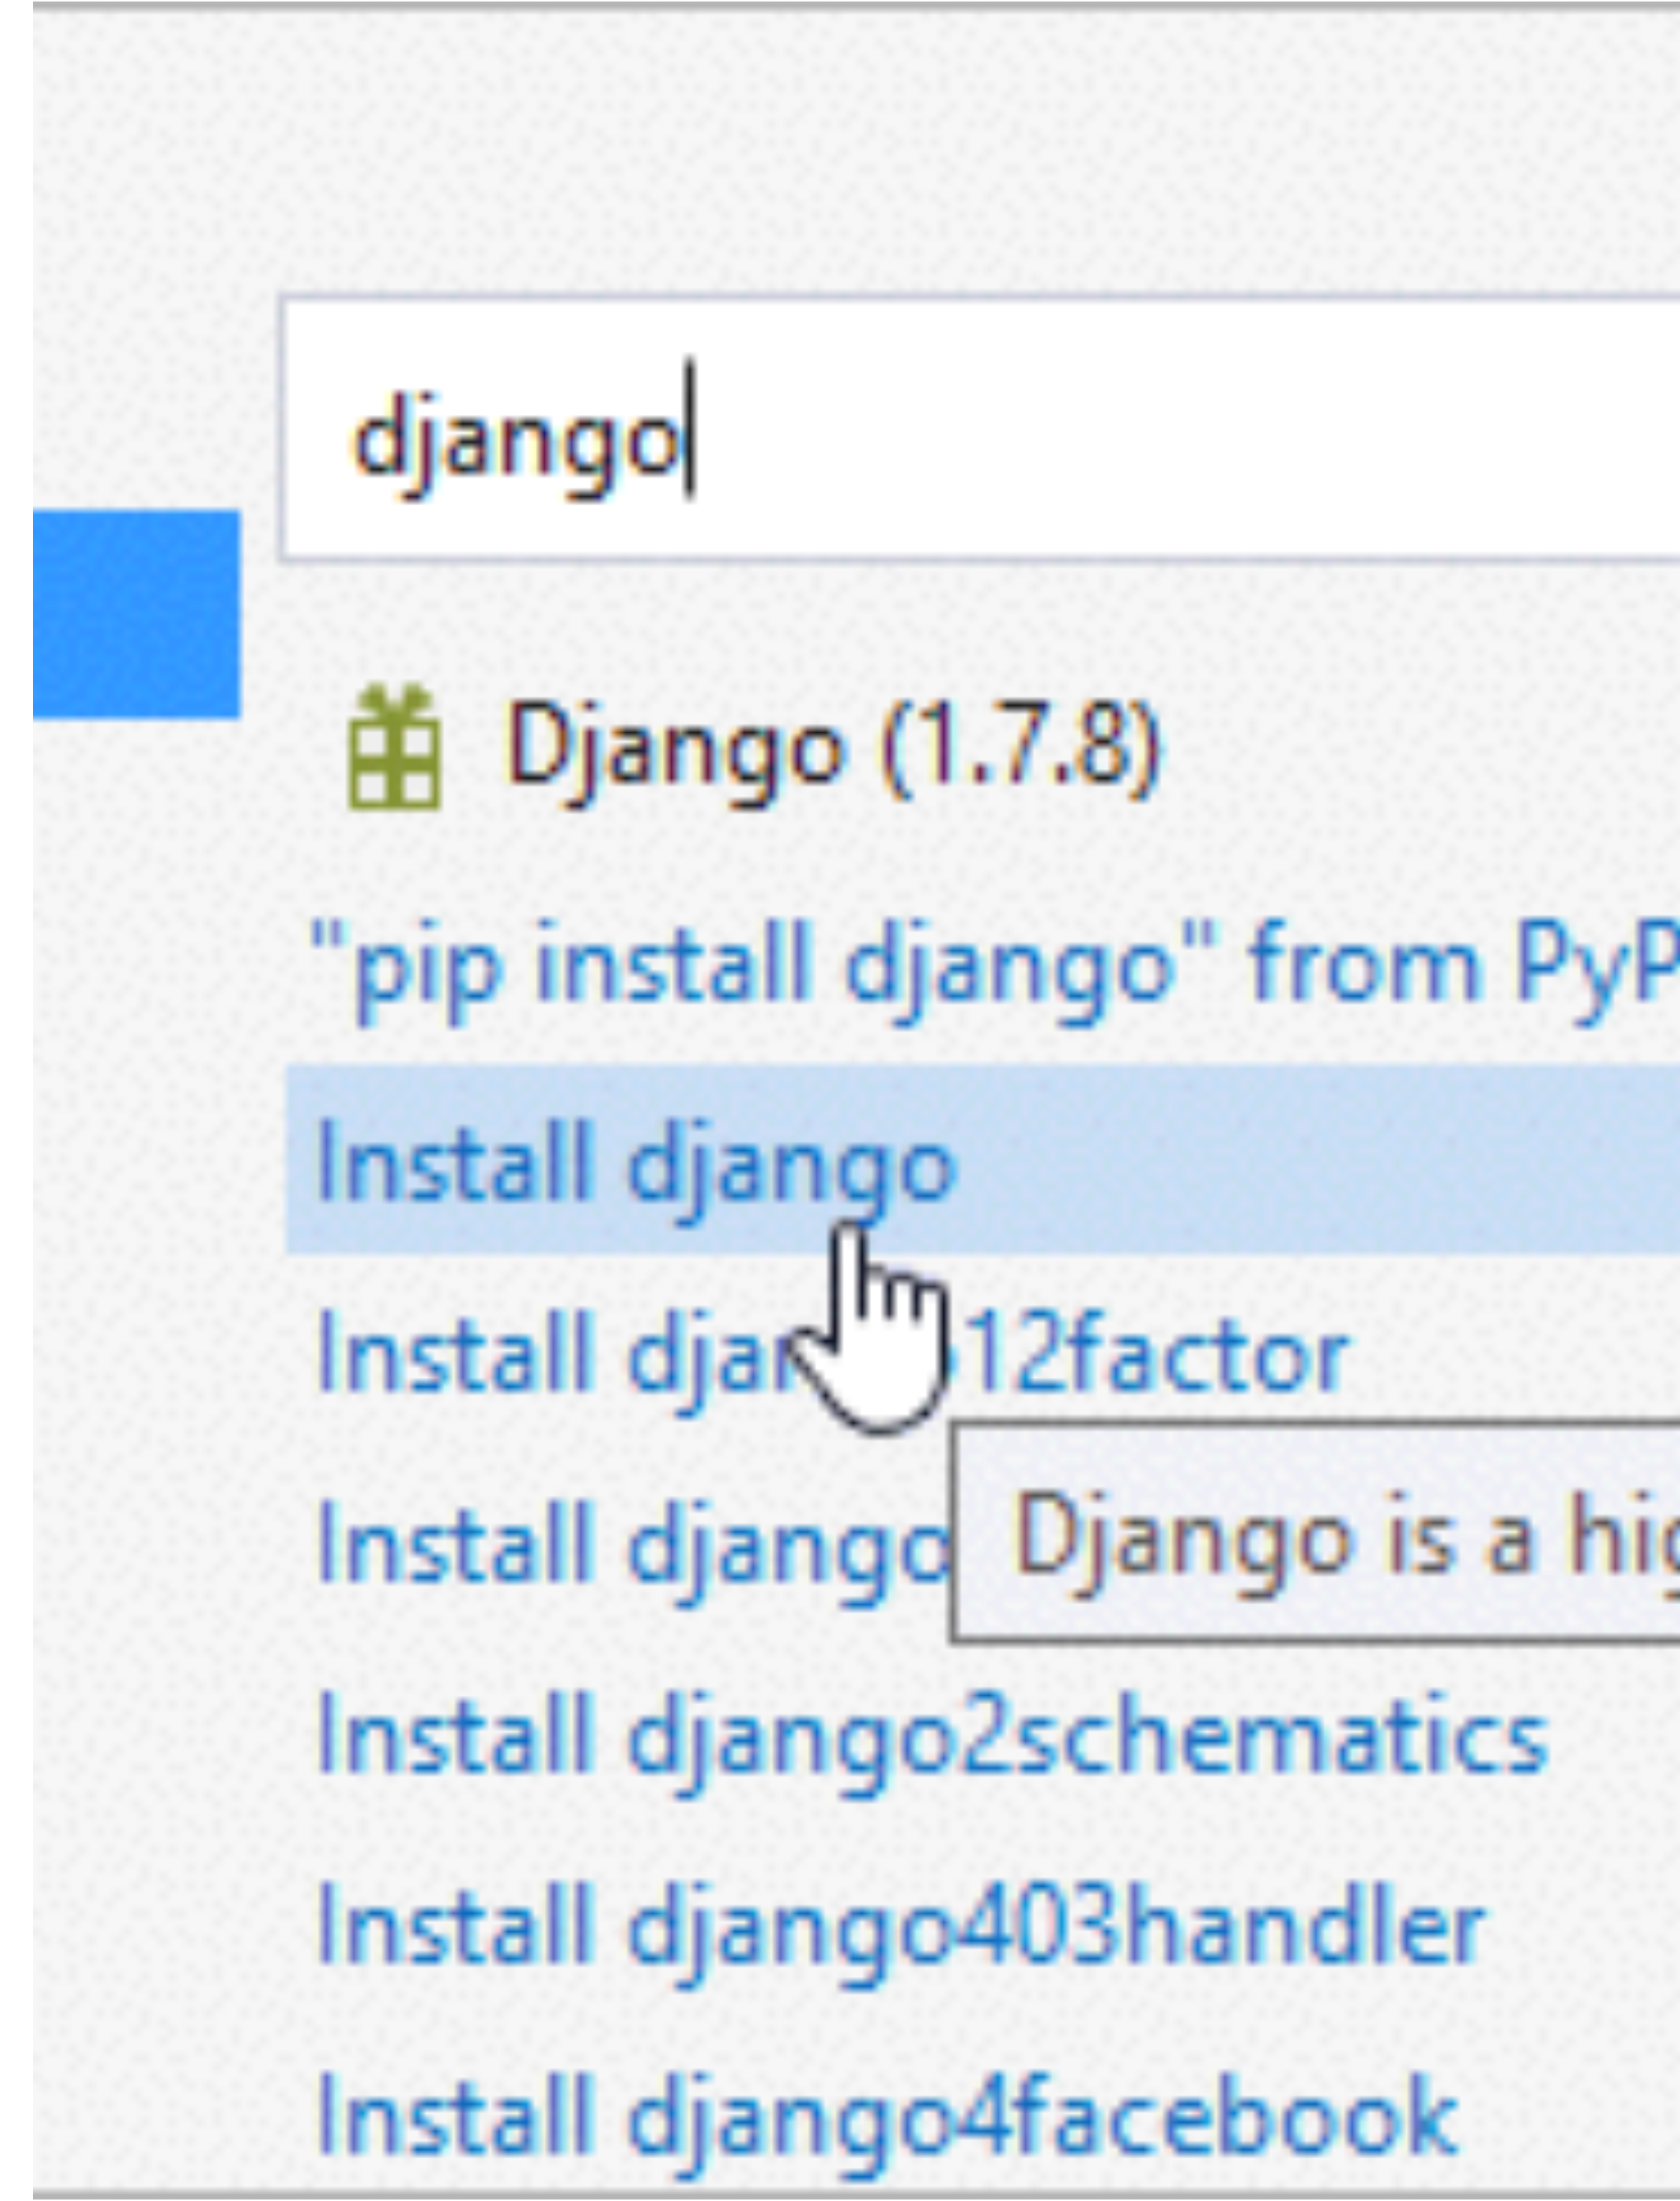 django
Django (1.7.8)
"pip install django" from PyP
Install django
Install 12factor
Install django
Django is a hig
Install django2schematics
Install django403handler
Install django4facebook